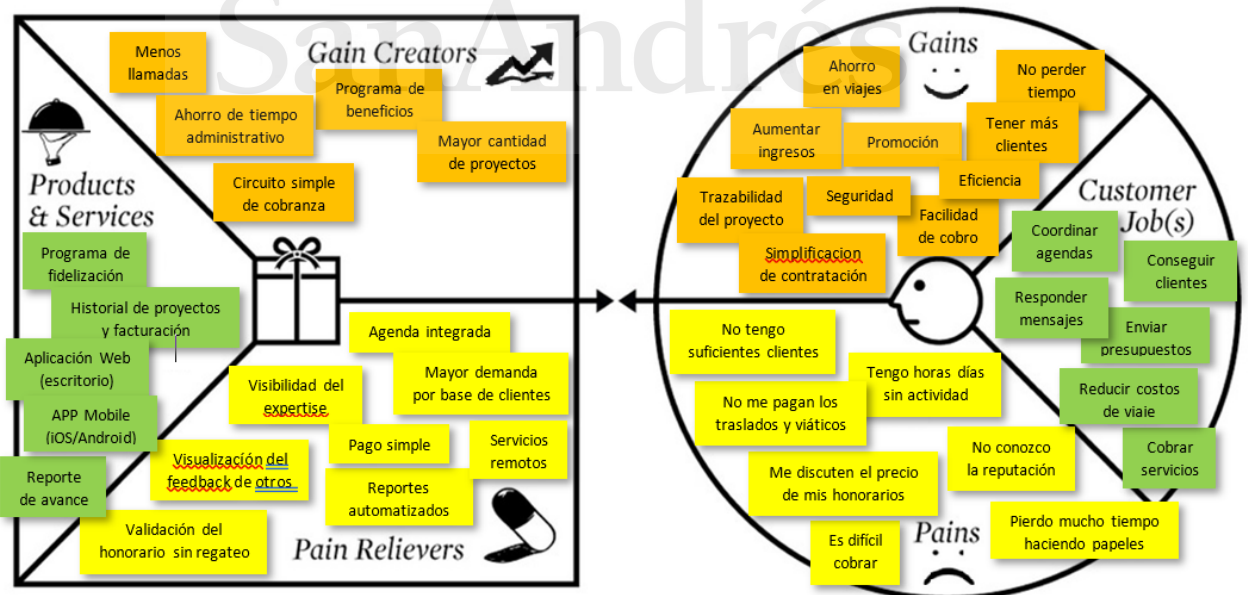 SanAndrés
Gain Creators
Menos
llamadas
Programa de
beneficios
Ahorro de tiempo
administrativo
Mayor cantidad
de proyectos
Circuito simple
de cobranza
Products
& Services
Programa de
fidelización
Historial de proyectos
y facturación
Aplicación Web
(escritorio)
APP Mobile
(iOS/Android)
Reporte
de avance
Agenda integrada
Visibilidad del
expertise
Mayor demanda
por base de clientes
Pago simple
Servicios
remotos
Visualización del
feedback de otros
Reportes
automatizados
Validación del
honorario sin regateo
Pain Relievers
Gains
Ahorro
en viajes
No perder
tiempo
Aumentar
ingresos
Promoción
Tener más
clientes
Trazabilidad
del proyecto
Seguridad
Eficiencia
Facilidad
de cobro
Simplificacion
de contratación
Customer
Job(s)
Coordinar
agendas
Conseguir
clientes
Responder
mensajes
Enviar
presupuestos
Reducir costos
de viaje
Cobrar
servicios
No tengo
suficientes clientes
Tengo horas días
sin actividad
No me pagan los
traslados y viáticos
No conozco
la reputación
Me discuten el precio
de mis honorarios
Pierdo mucho tiempo
haciendo papeles
Es difícil
cobrar
Pains